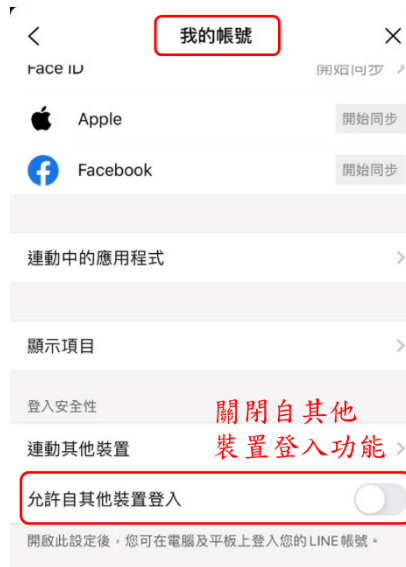 我的帳號
Face ID 開始同步
Apple 開始同步
Facebook 開始同步
連動中的應用程式
顯示項目
登入安全性
關閉自其他
裝置登入功能
連動其他裝置
允許自其他裝置登入
開啟此設定後，您可在電腦及平板上登入您的LINE帳號。